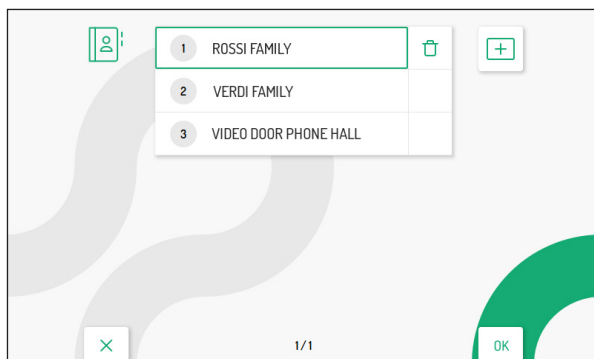 1 ROSSI FAMILY
2 VERDI FAMILY
3 VIDEO DOOR PHONE HALL
1/1
OK